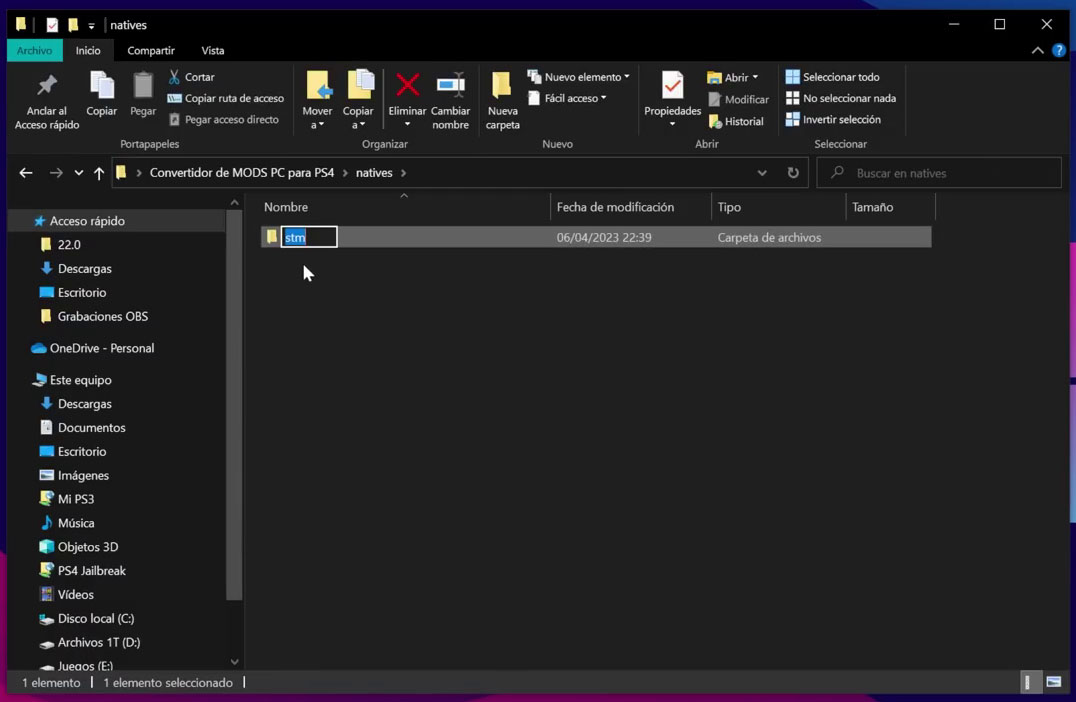 natives
Archivo Inicio Compartir Vista
Anclar al Acceso rápido
Copiar
Pegar
Cortar
Copiar ruta de acceso
Pegar acceso directo
Portapapeles
Mover a
Copiar a
Eliminar
Cambiar nombre
Organizar
Nueva carpeta
Nuevo elemento
Fácil acceso
Nuevo
Propiedades
Abrir
Modificar
Historial
Abrir
Seleccionar todo
No seleccionar nada
Invertir selección
Seleccionar
Convertidor de MODS PC para PS4 > natives >
Buscar en natives
Nombre Fecha de modificación Tipo Tamaño
stm 06/04/2023 22:39 Carpeta de archivos
Acceso rápido
22.0
Descargas
Escritorio
Grabaciones OBS
OneDrive - Personal
Este equipo
Descargas
Documentos
Escritorio
Imágenes
Mi PS3
Música
Objetos 3D
PS4 Jailbreak
Vídeos
Disco local (C:)
Archivos 1T (D:)
Juegos (E:)
1 elemento 1 elemento seleccionado